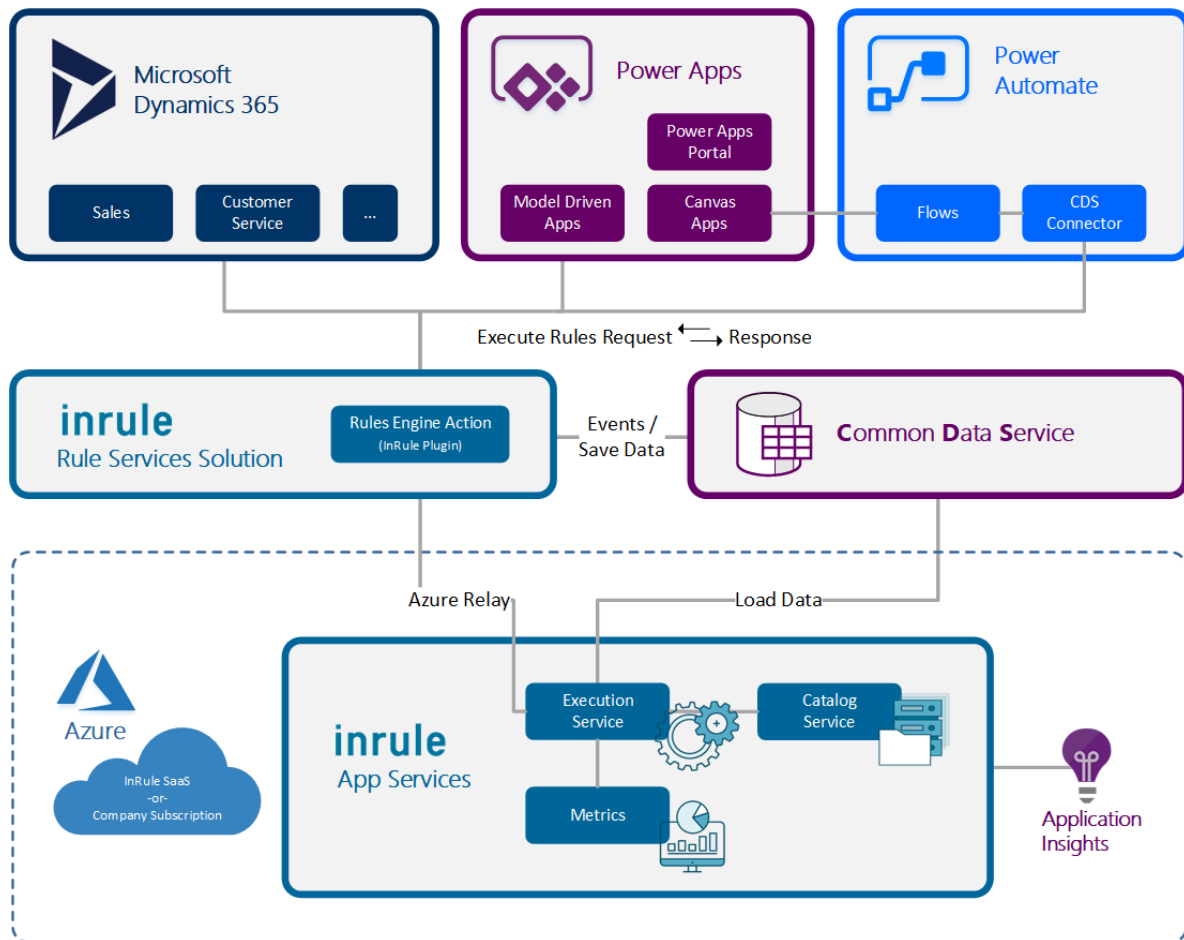 Microsoft
Dynamics 365
Sales
Customer
Service
...
Power Apps
Power Apps
Portal
Model Driven
Apps
Canvas
Apps
Power
Automate
Flows
CDS
Connector
Execute Rules Request
Response
inrule
Rule Services Solution
Rules Engine Action
(InRule Plugin)
Events /
Save Data
Common Data Service
Azure Relay
Load Data
Azure
InRule SaaS
-or-
Company Subscription
inrule
App Services
Execution
Service
Catalog
Service
Metrics
Application
Insights